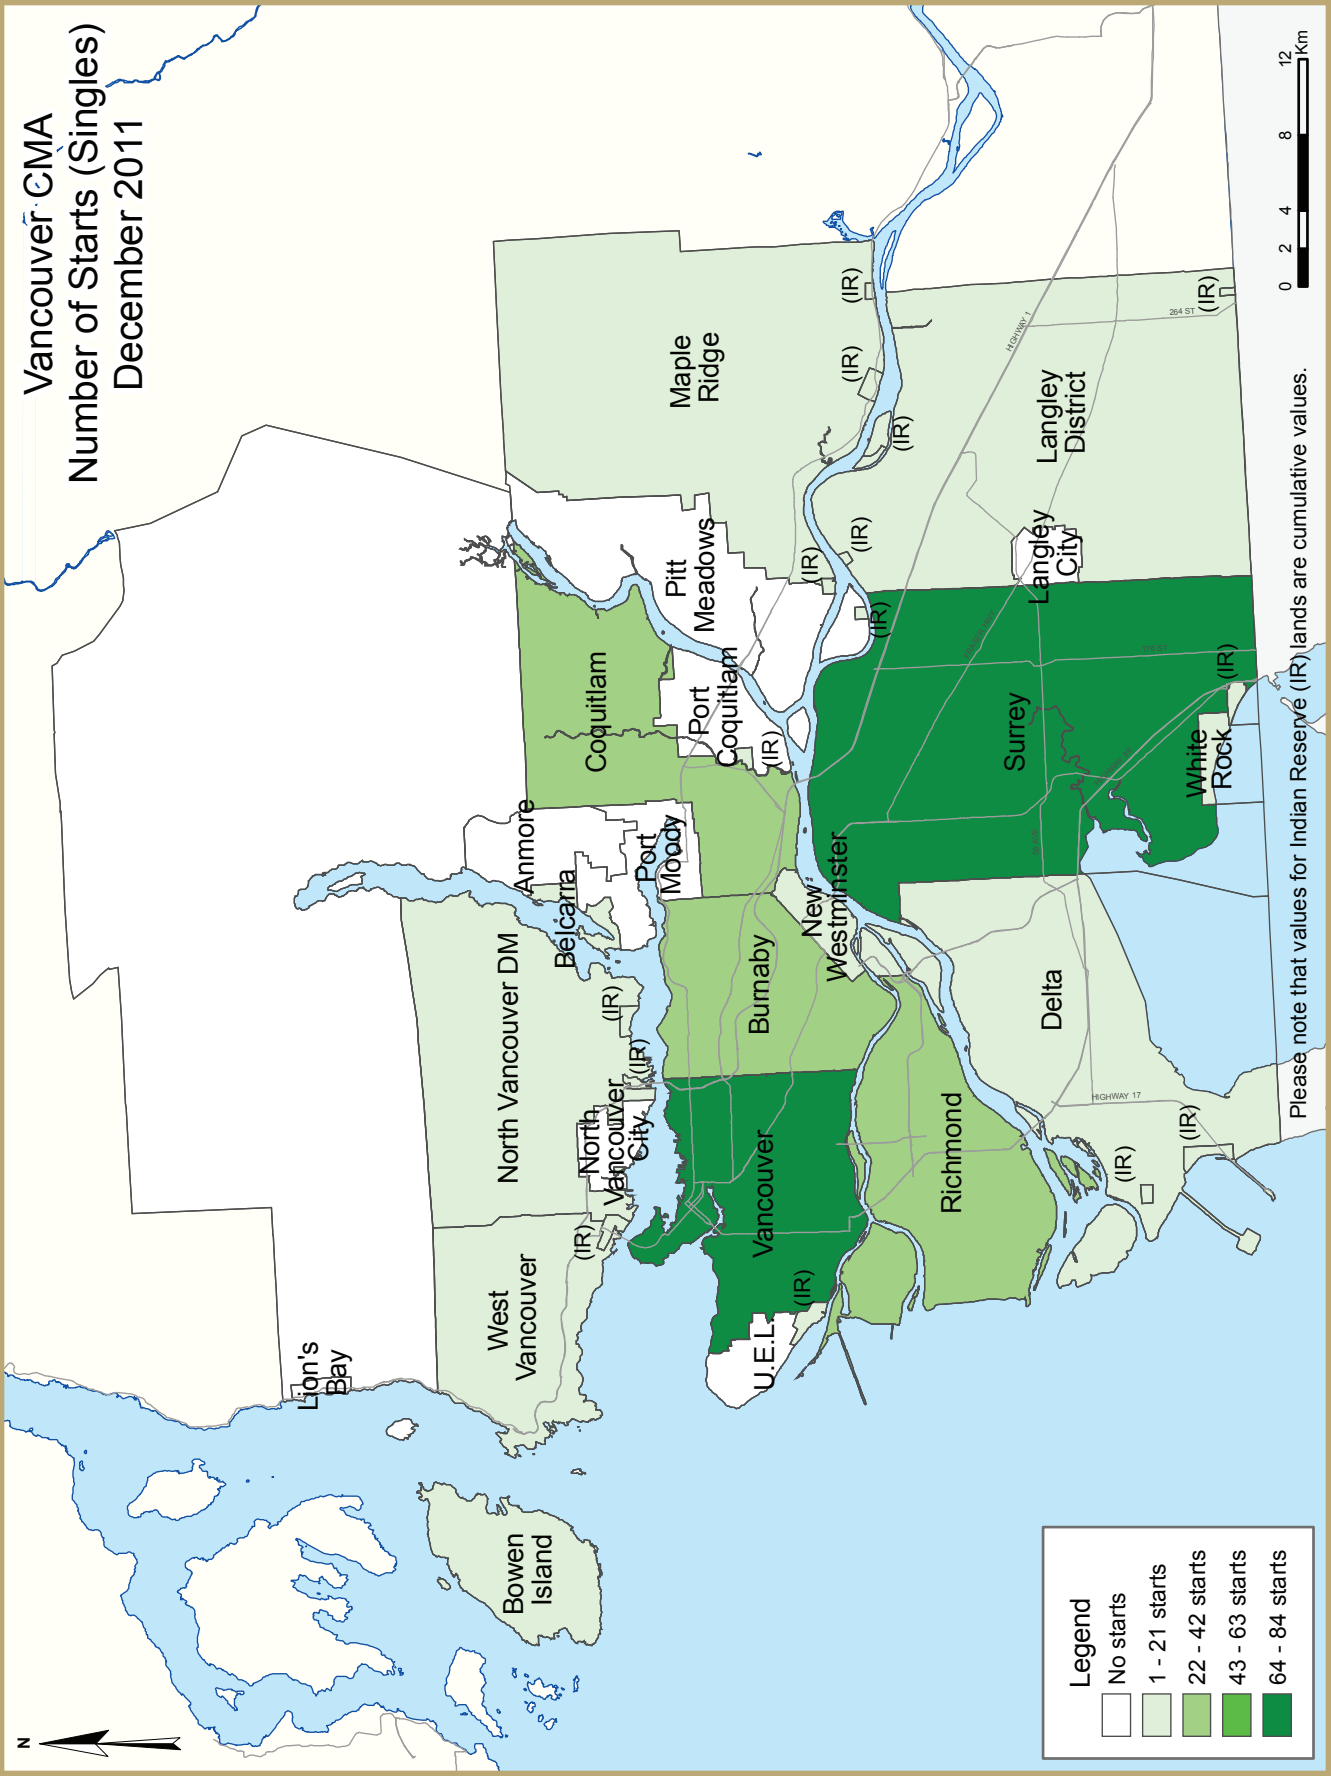 Vancouver CMA
Number of Starts (Singles)
December 2011
N
Lion's
Bay
Bowen
Island
West
Vancouver
North Vancouver DM
North
Vancouver
City
(IR)
(IR)
(IR)
Belcarra
Anmore
Port
Moody
Coquitlam
Port
Coquitlam
(IR)
Pitt
Meadows
Maple
Ridge
(IR)
(IR)
(IR)
(IR)
(IR)
(IR)
U.E.L.
(IR)
Vancouver
Burnaby
New
Westminster
Richmond
Delta
(IR)
(IR)
HIGHWAY 17
Surrey
176 ST
White
Rock
(IR)
Langley
City
Langley
District
HIGHWAY 1
264 ST
(IR)
Legend
No starts
1 - 21 starts
22 - 42 starts
43 - 63 starts
64 - 84 starts
0 2 4 8 12
Km
Please note that values for Indian Reserve (IR) lands are cumulative values.